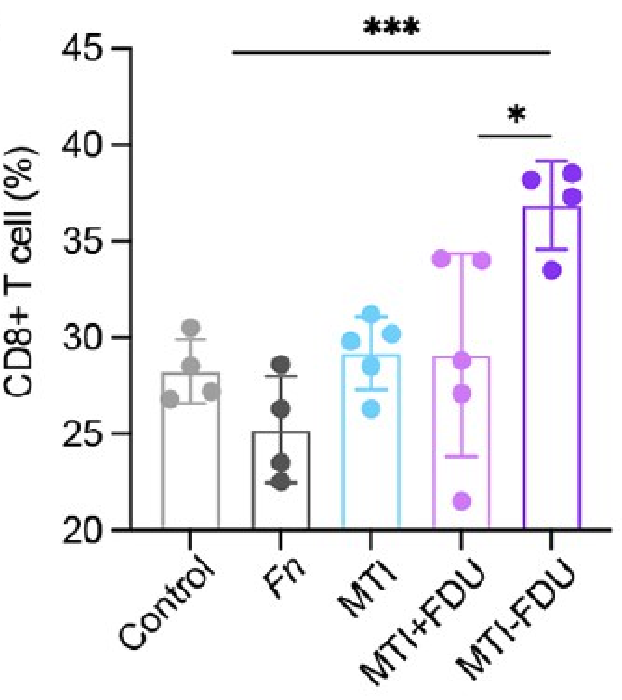 ***
*
CD8+ T cell (%)
45
40
35
30
25
20
Control
Fn
MTI
MTI+FDU
MTI-FDU